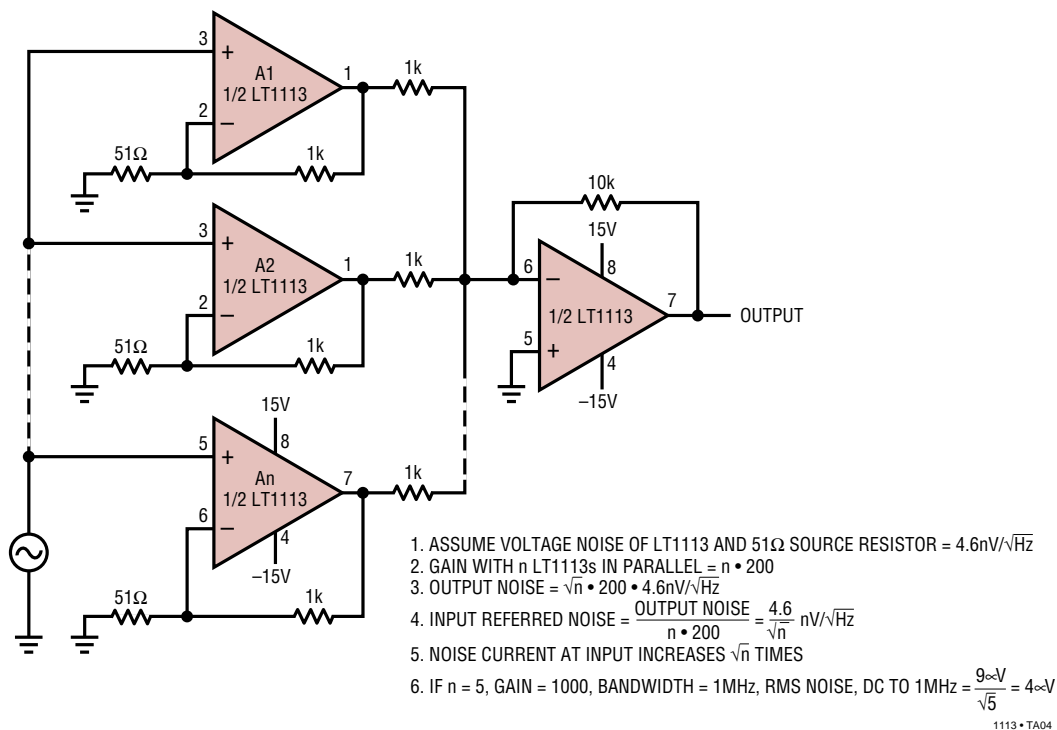 3
+
A1
1/2 LT1113
1
1k
2
–
51Ω
1k
3
+
A2
1/2 LT1113
1
1k
2
–
51Ω
1k
10k
15V
8
6
–
1/2 LT1113
7
OUTPUT
5
+
4
–15V
15V
8
5
+
An
1/2 LT1113
7
1k
6
–
4
–15V
51Ω
1k
1. ASSUME VOLTAGE NOISE OF LT1113 AND 51Ω SOURCE RESISTOR = 4.6nV/√Hz
2. GAIN WITH n LT1113s IN PARALLEL = n • 200
3. OUTPUT NOISE = √n • 200 • 4.6nV/√Hz
4. INPUT REFERRED NOISE = OUTPUT NOISE / n • 200 = 4.6 / √n nV/√Hz
5. NOISE CURRENT AT INPUT INCREASES √n TIMES
6. IF n = 5, GAIN = 1000, BANDWIDTH = 1MHz, RMS NOISE, DC TO 1MHz = 9∝V / √5 = 4∝V
1113 • TA04